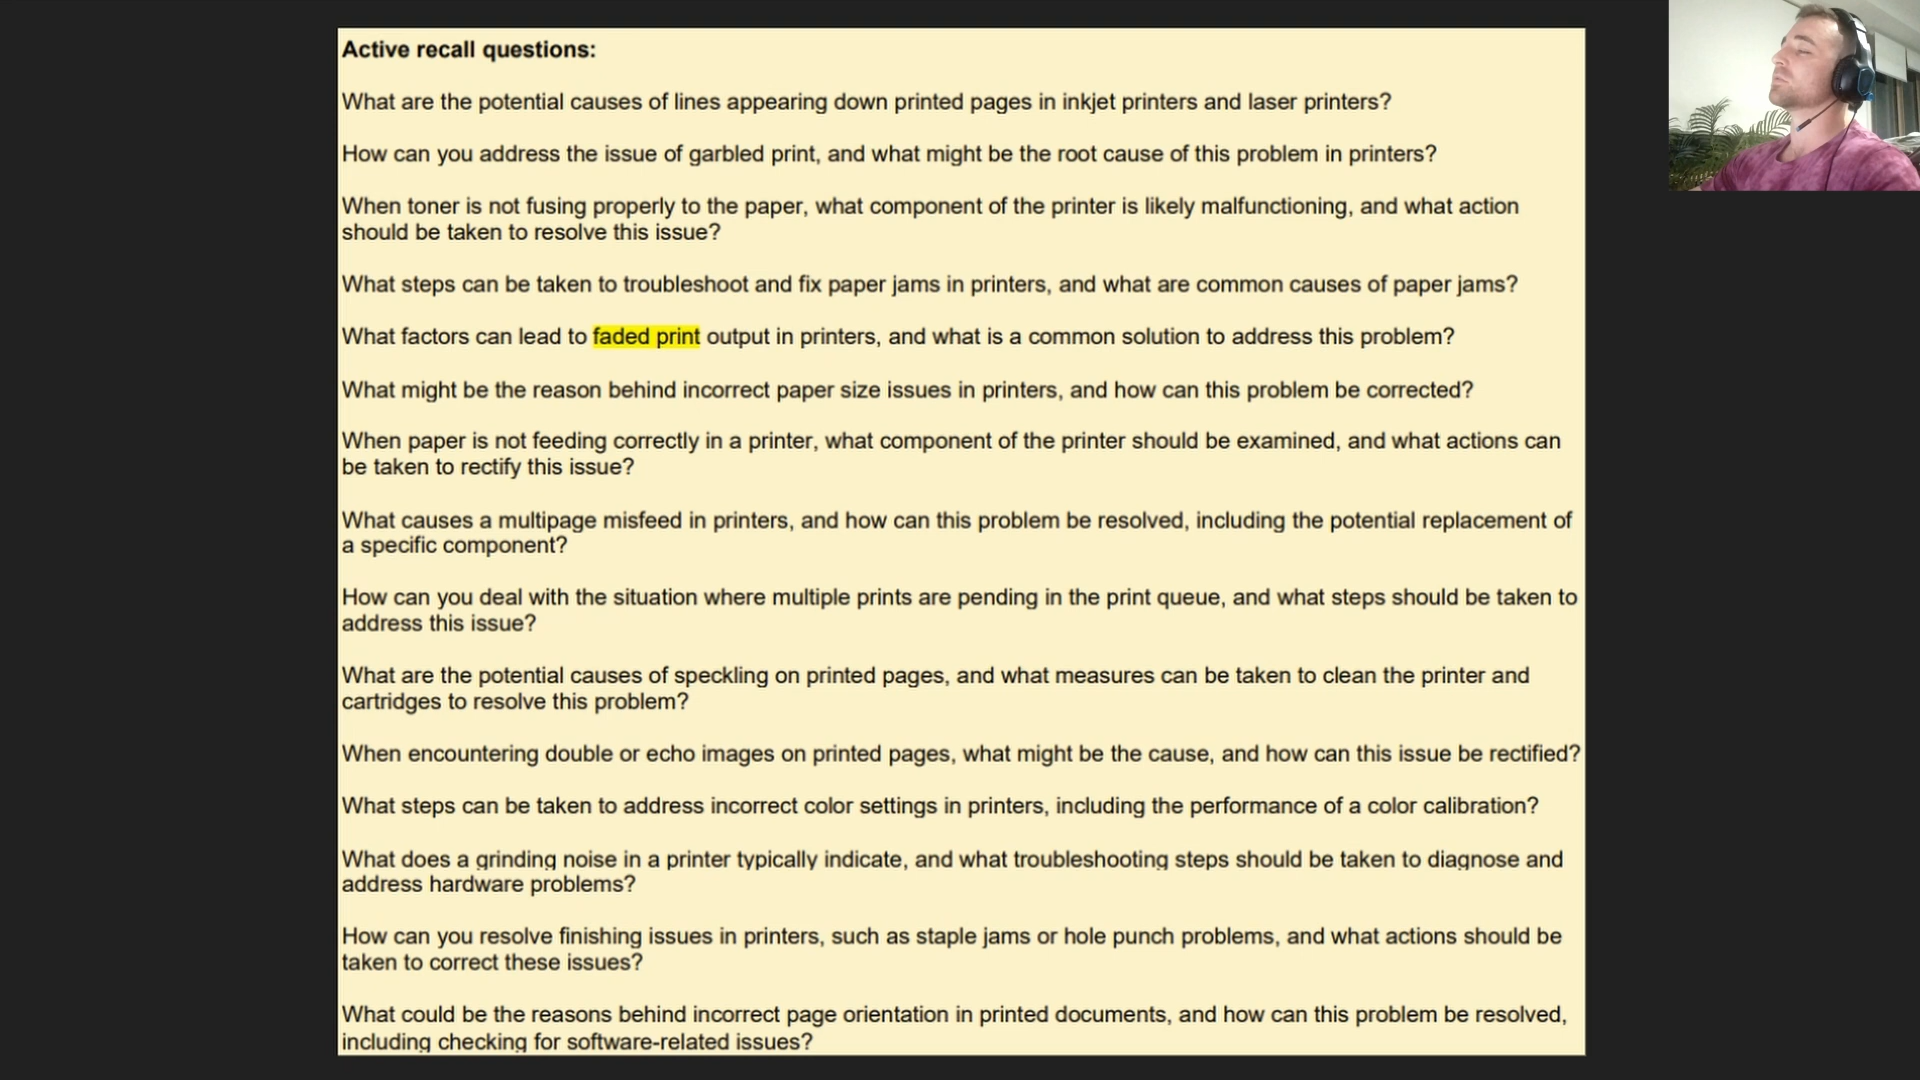 Active recall questions:
What are the potential causes of lines appearing down printed pages in inkjet printers and laser printers?
How can you address the issue of garbled print, and what might be the root cause of this problem in printers?
When toner is not fusing properly to the paper, what component of the printer is likely malfunctioning, and what action
should be taken to resolve this issue?
What steps can be taken to troubleshoot and fix paper jams in printers, and what are common causes of paper jams?
What factors can lead to faded print output in printers, and what is a common solution to address this problem?
What might be the reason behind incorrect paper size issues in printers, and how can this problem be corrected?
When paper is not feeding correctly in a printer, what component of the printer should be examined, and what actions can
be taken to rectify this issue?
What causes a multipage misfeed in printers, and how can this problem be resolved, including the potential replacement of
a specific component?
How can you deal with the situation where multiple prints are pending in the print queue, and what steps should be taken to
address this issue?
What are the potential causes of speckling on printed pages, and what measures can be taken to clean the printer and
cartridges to resolve this problem?
When encountering double or echo images on printed pages, what might be the cause, and how can this issue be rectified?
What steps can be taken to address incorrect color settings in printers, including the performance of a color calibration?
What does a grinding noise in a printer typically indicate, and what troubleshooting steps should be taken to diagnose and
address hardware problems?
How can you resolve finishing issues in printers, such as staple jams or hole punch problems, and what actions should be
taken to correct these issues?
What could be the reasons behind incorrect page orientation in printed documents, and how can this problem be resolved,
including checking for software-related issues?